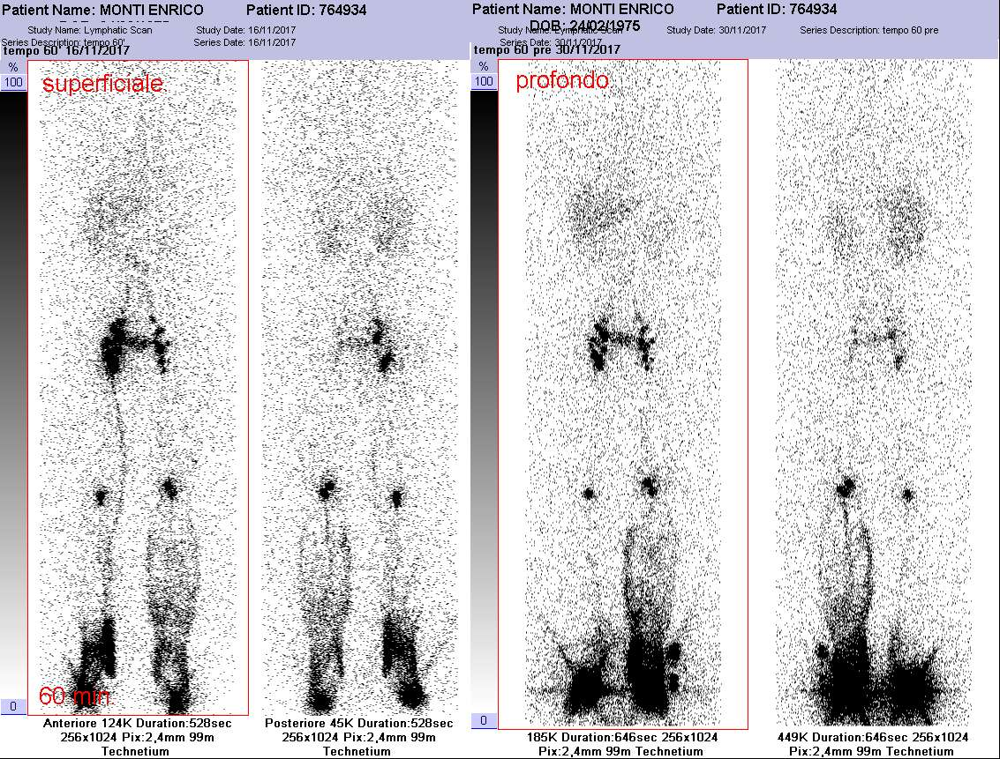 Patient Name: MONTI ENRICO Patient ID: 764934
Study Name: Lymphatic Scan Study Date: 16/11/2017
Series Description: tempo 60' Series Date: 16/11/2017
tempo 60' 16/11/2017
%
100
superficiale
60 min
0
Anteriore 124K Duration:528sec
256x1024 Pix:2,4mm 99m
Technetium
Posteriore 45K Duration:528sec
256x1024 Pix:2,4mm 99m
Technetium
Patient Name: MONTI ENRICO Patient ID: 764934
DOB: 24/02/1975
Study Name: Lymphatic Scan Study Date: 30/11/2017 Series Description: tempo 60 pre
Series Date: 30/11/2017
tempo 60 pre 30/11/2017
%
100
profondo
0
185K Duration:646sec 256x1024
Pix:2,4mm 99m Technetium
449K Duration:646sec 256x1024
Pix:2,4mm 99m Technetium